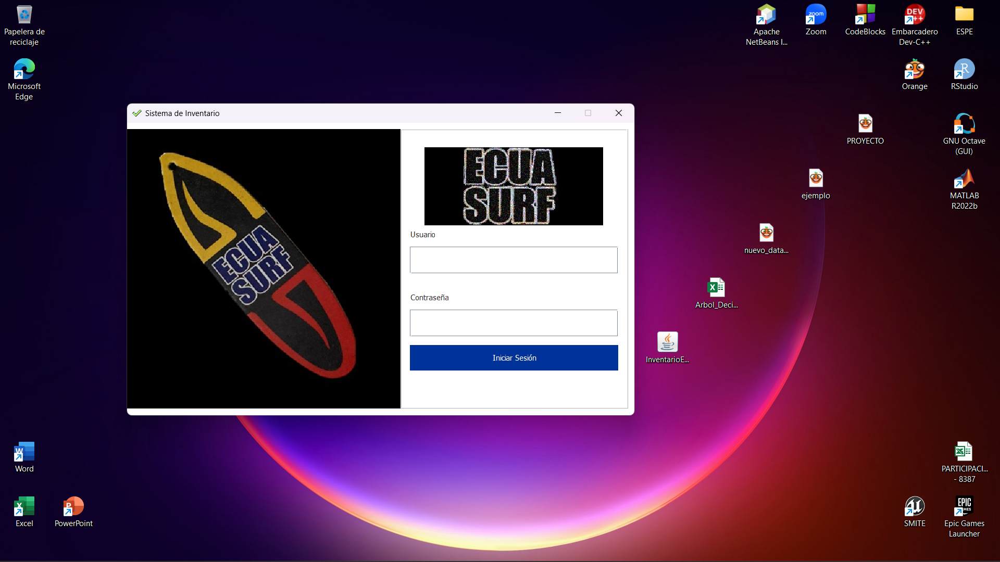 Papelera de
reciclaje
Microsoft
Edge
Apache
NetBeans I...
Zoom
CodeBlocks
Embarcadero
Dev-C++
ESPE
Orange
RStudio
PROYECTO
GNU Octave
(GUI)
ejemplo
MATLAB
R2022b
nuevo_data...
Arbol_Deci...
InventarioE...
Sistema de Inventario
ECUA
SURF
ECUA
SURF
Usuario
Contraseña
Iniciar Sesión
Word
Excel
PowerPoint
PARTICIPACI...
- 8387
SMITE
Epic Games
Launcher
zoom
DEV
++
R
X
W
X
P
X
EPIC